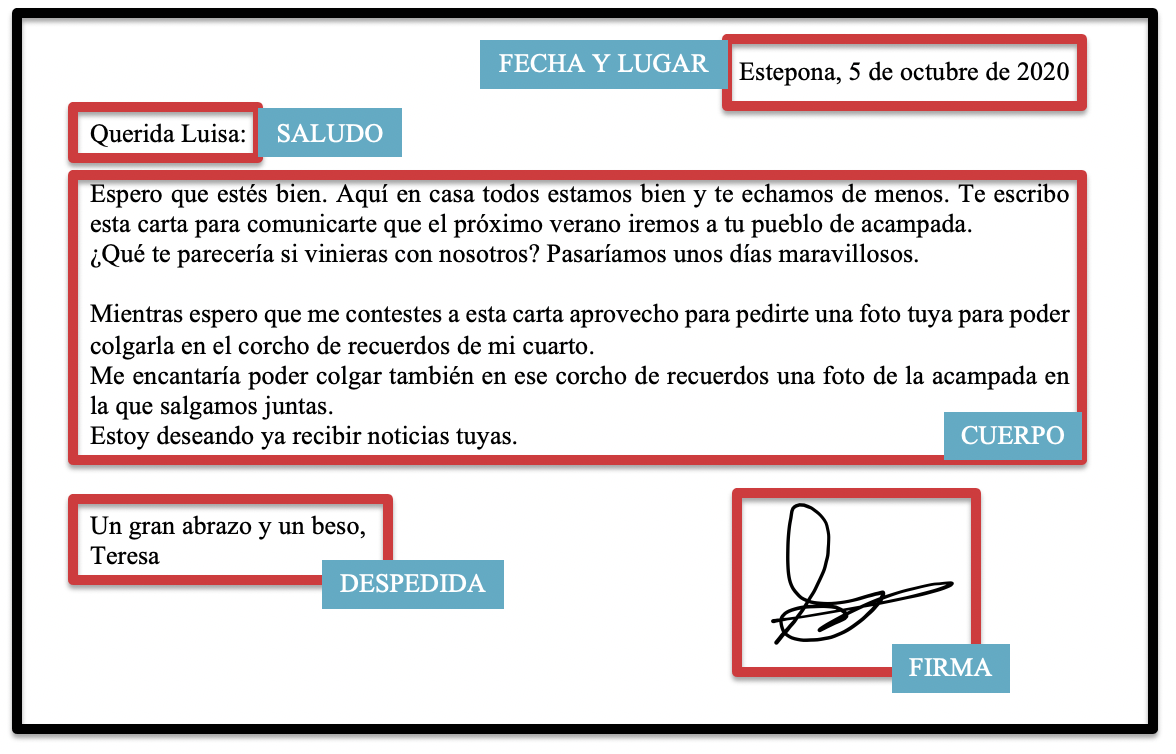 FECHA Y LUGAR
Estepona, 5 de octubre de 2020
Querida Luisa:
SALUDO
Espero que estés bien. Aquí en casa todos estamos bien y te echamos de menos. Te escribo
esta carta para comunicarte que el próximo verano iremos a tu pueblo de acampada.
¿Qué te parecería si vinieras con nosotros? Pasaríamos unos días maravillosos.
Mientras espero que me contestes a esta carta aprovecho para pedirte una foto tuya para poder
colgarla en el corcho de recuerdos de mi cuarto.
Me encantaría poder colgar también en ese corcho de recuerdos una foto de la acampada en
la que salgamos juntas.
Estoy deseando ya recibir noticias tuyas.
CUERPO
Un gran abrazo y un beso,
Teresa
DESPEDIDA
FIRMA